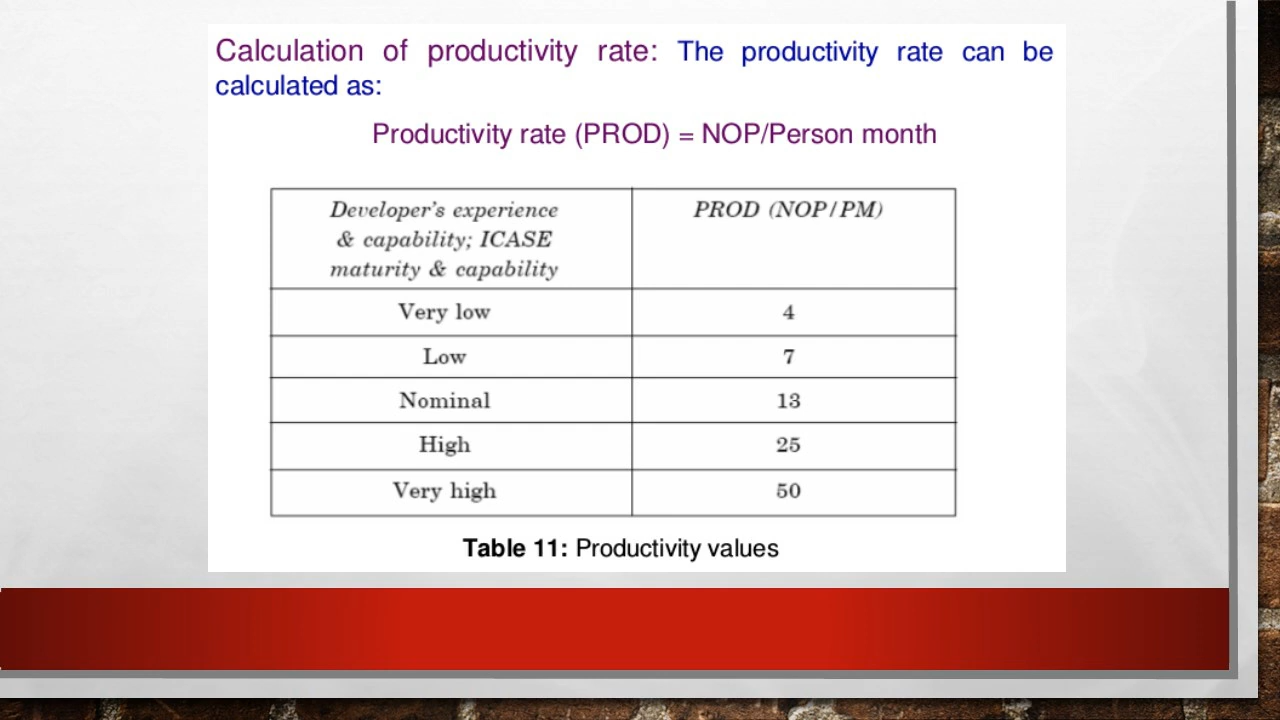 Calculation of productivity rate: The productivity rate can be
calculated as:
Productivity rate (PROD) = NOP/Person month
Developer's experience
& capability; ICASE
maturity & capability
PROD (NOP/PM)
Very low
4
Low
7
Nominal
13
High
25
Very high
50
Table 11: Productivity values